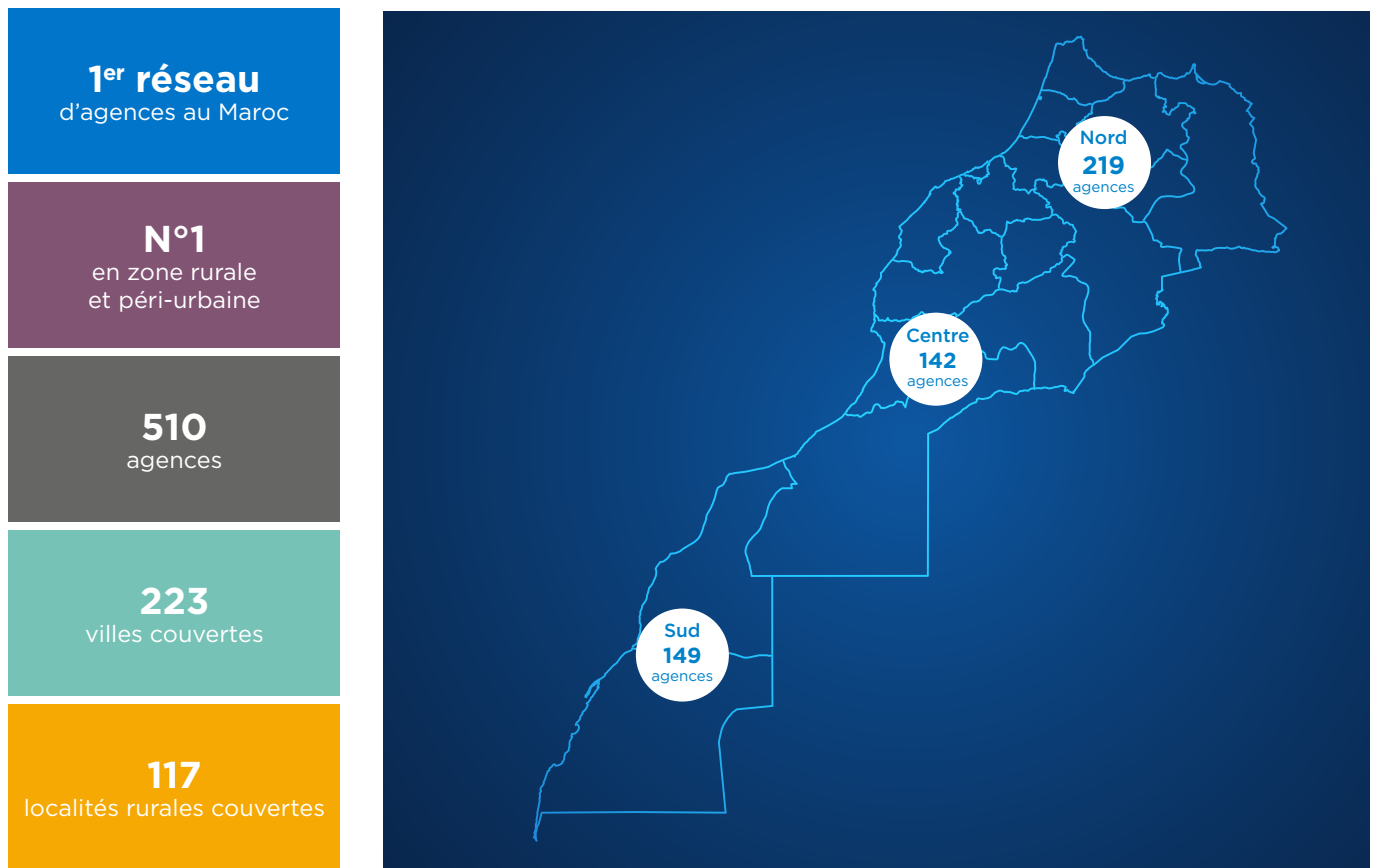 1er réseau
d'agences au Maroc
N°1
en zone rurale
et péri-urbaine
510
agences
223
villes couvertes
117
localités rurales couvertes
Nord
219
agences
Centre
142
agences
Sud
149
agences